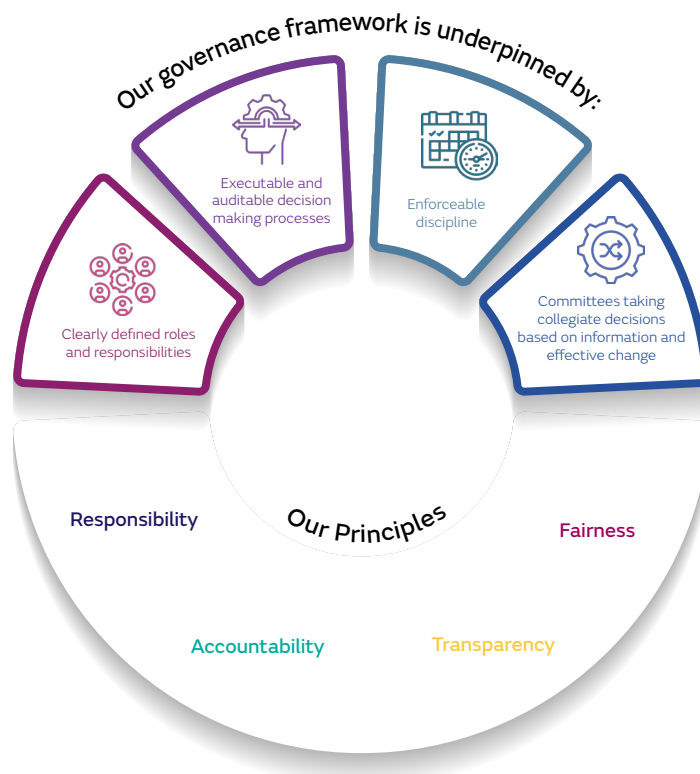 Our governance framework is underpinned by:
Executable and
auditable decision
making processes
Enforceable
discipline
Clearly defined roles
and responsibilities
Committees taking
collegiate decisions
based on information and
effective change
Our Principles
Responsibility
Fairness
Accountability
Transparency